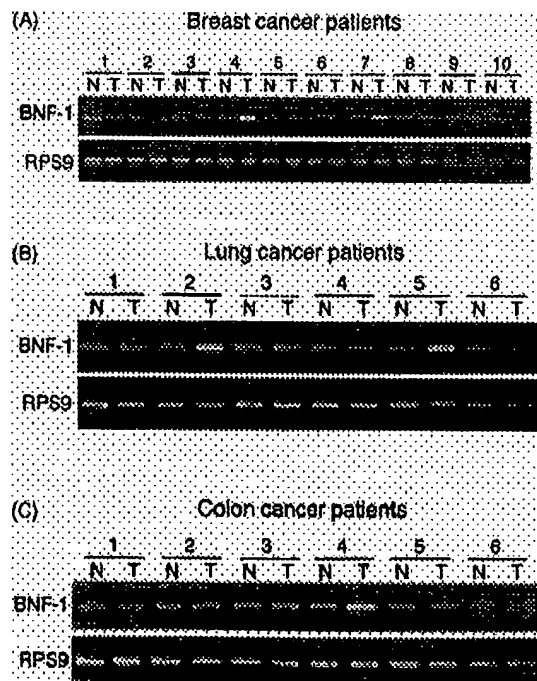 (A) Breast cancer patients
1 2 3 4 5 6 7 8 9 10
N T N T N T N T N T N T N T N T N T N T
BNF-1
RPS9
(B) Lung cancer patients
1 2 3 4 5 6
N T N T N T N T N T N T
BNF-1
RPS9
(C) Colon cancer patients
1 2 3 4 5 6
N T N T N T N T N T N T
BNF-1
RPS9